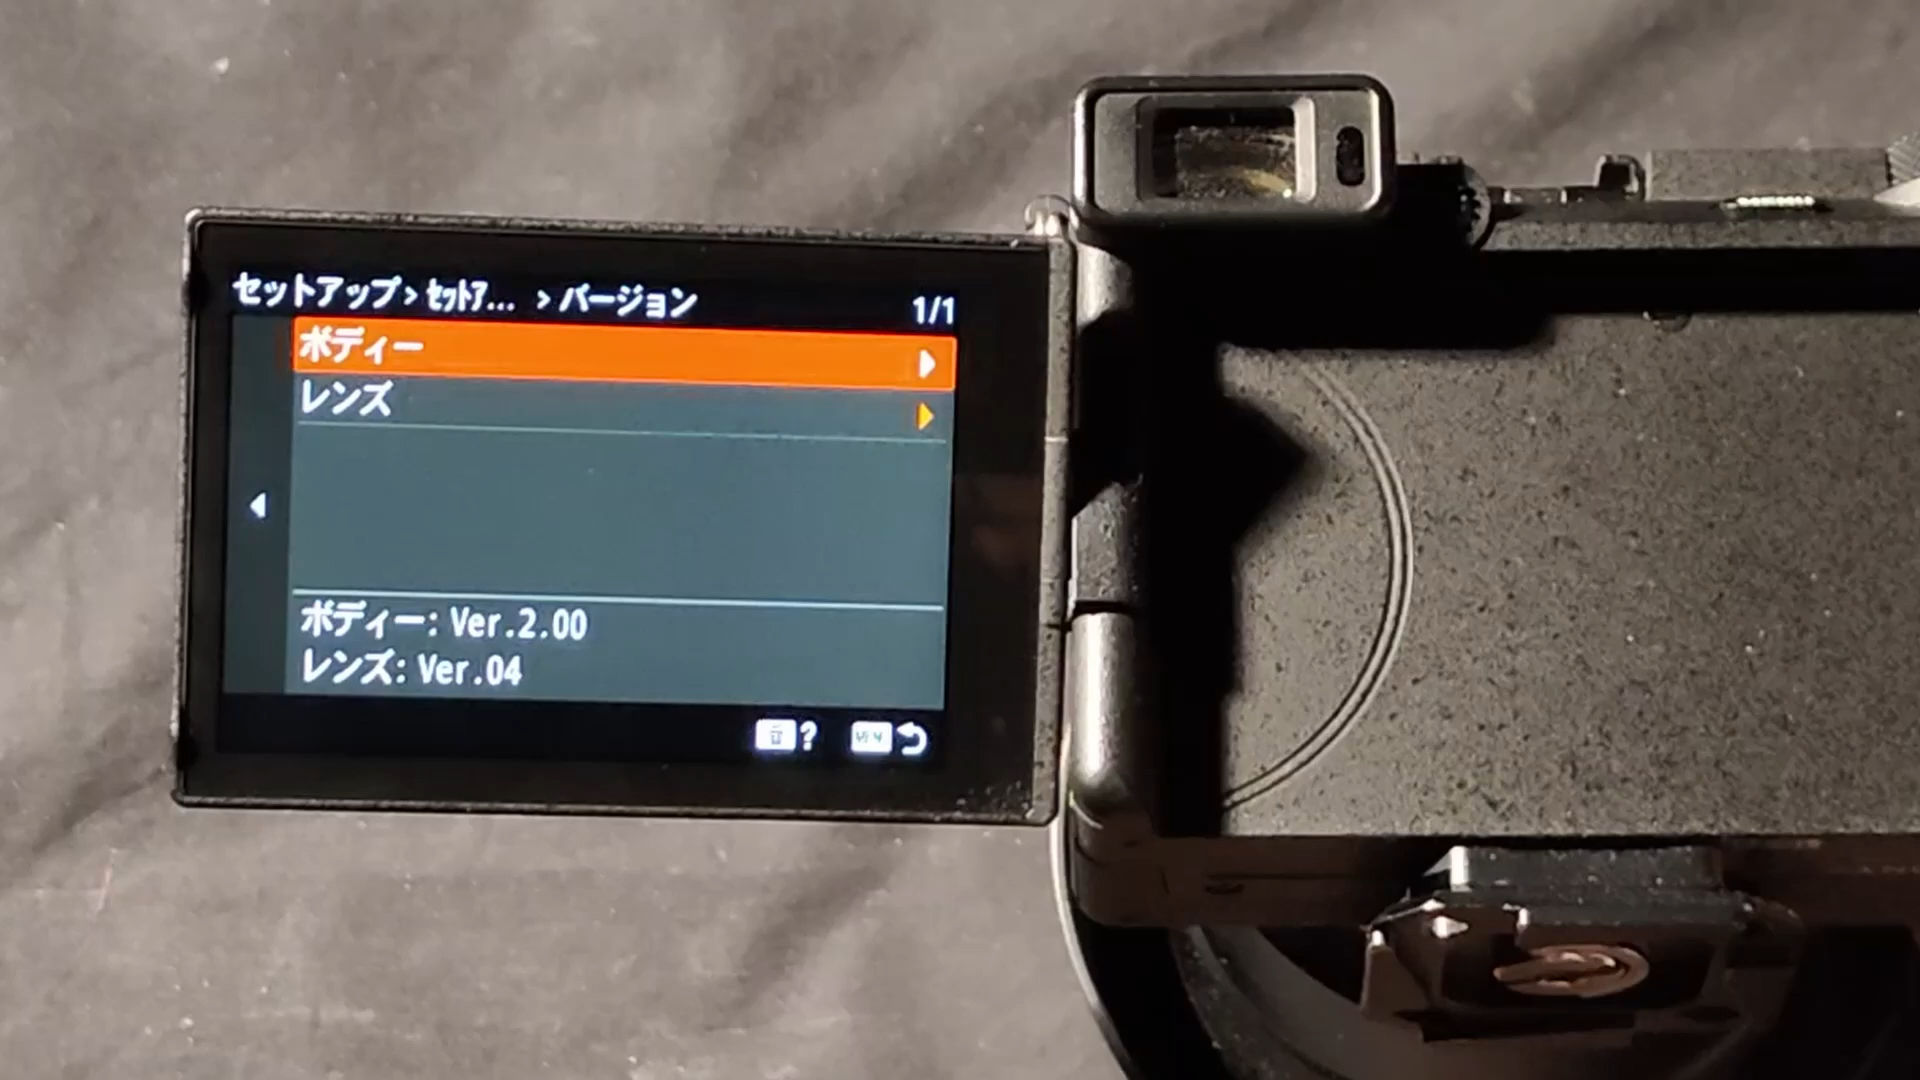 セットアップ>ｾｯﾄｱ... >バージョン 1/1
ボディー
レンズ
ボディー: Ver.2.00
レンズ: Ver.04
?